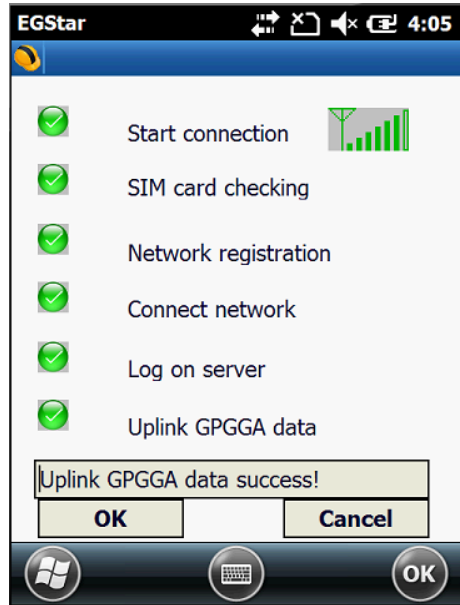 EGStar 4:05
Start connection
SIM card checking
Network registration
Connect network
Log on server
Uplink GPGGA data
Uplink GPGGA data success!
OK Cancel
OK